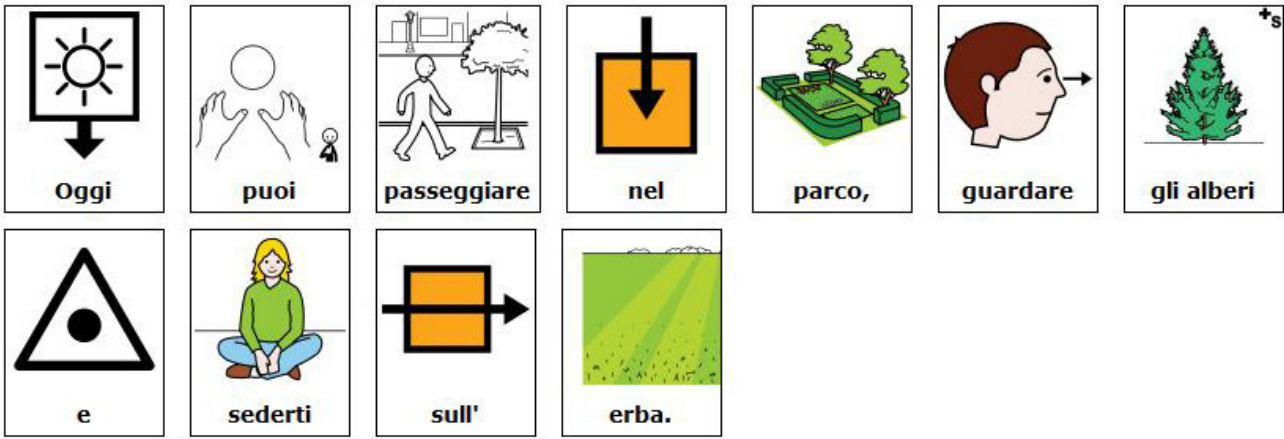 +s
Oggi puoi passeggiare nel parco, guardare gli alberi
e sederti sull' erba.